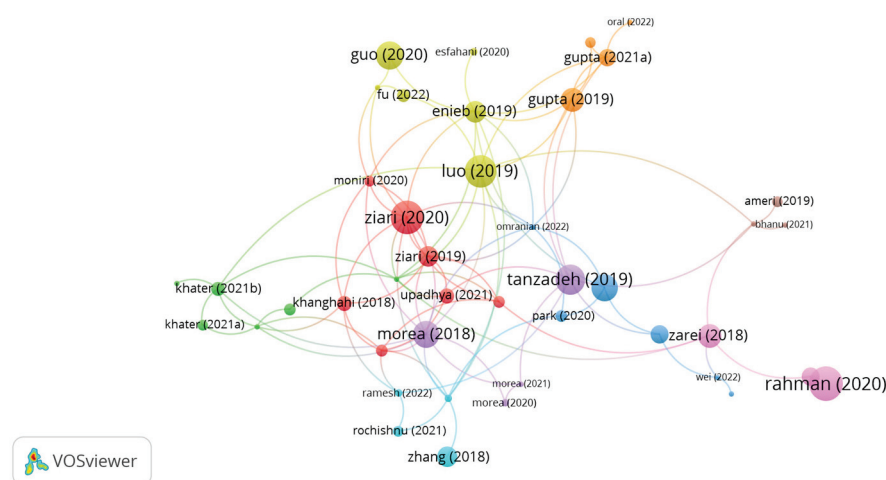 oral (2022)
guo (2020)
esfahani (2020)
gupta (2021a)
fu (2022)
gupta (2019)
enieb (2019)
luo (2019)
moniri (2020)
ameri (2019)
ziari (2020)
omranian (2022)
bhanu (2021)
ziari (2019)
tanzadeh (2019)
khater (2021b)
upadhya (2021)
khanghahi (2018)
park (2020)
khater (2021a)
morea (2018)
zarei (2018)
wei (2022)
rahman (2020)
morea (2021)
ramesh (2022)
morea (2020)
rochishnu (2021)
zhang (2018)
VOSviewer